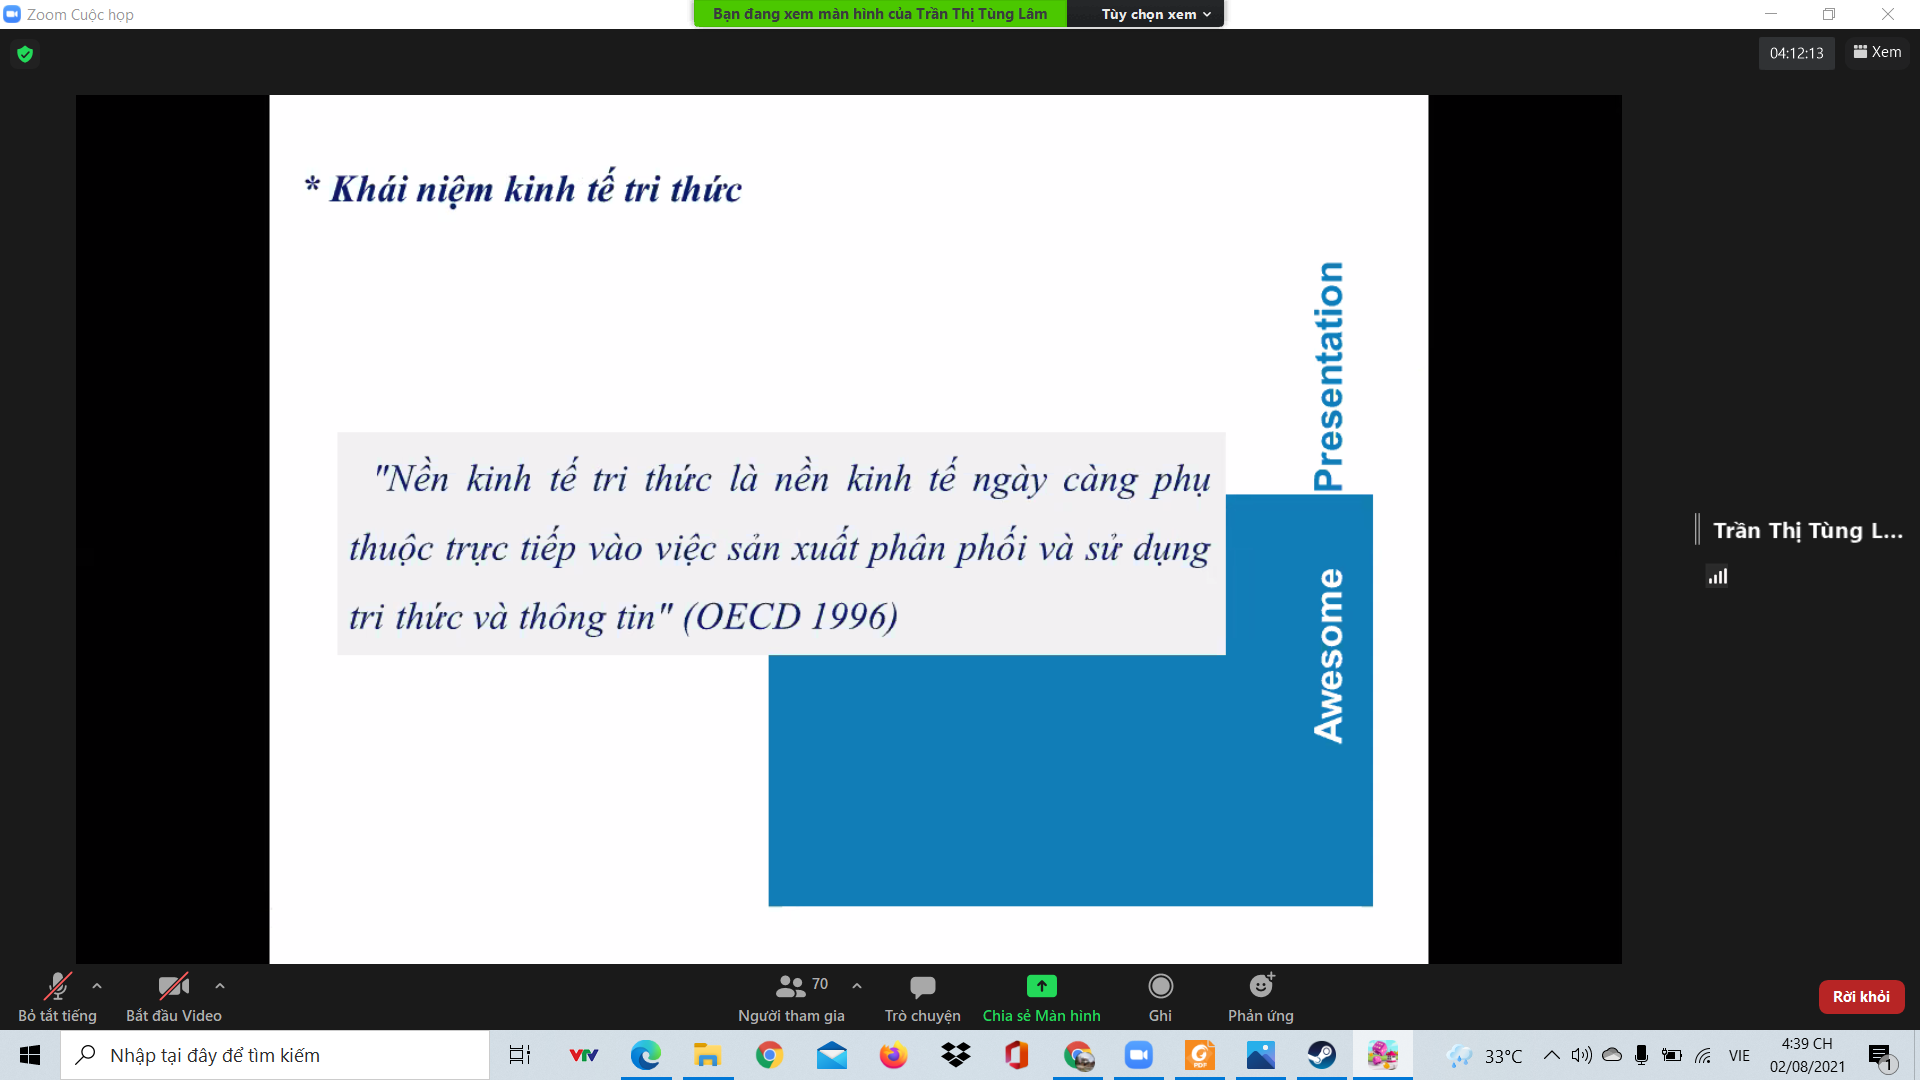 Zoom Cuộc họp
Bạn đang xem màn hình của Trần Thị Tùng Lâm
Tùy chọn xem
04:12:13
Xem
* Khái niệm kinh tế tri thức
Presentation
"Nền kinh tế tri thức là nền kinh tế ngày càng phụ
thuộc trực tiếp vào việc sản xuất phân phối và sử dụng
tri thức và thông tin" (OECD 1996)
Awesome
Trần Thị Tùng L...
70
Bỏ tắt tiếng
Bắt đầu Video
Người tham gia
Trò chuyện
Chia sẻ Màn hình
Ghi
Phản ứng
Rời khỏi
Nhập tại đây để tìm kiếm
VTV
PDF
33°C
VIE
4:39 CH
02/08/2021
1